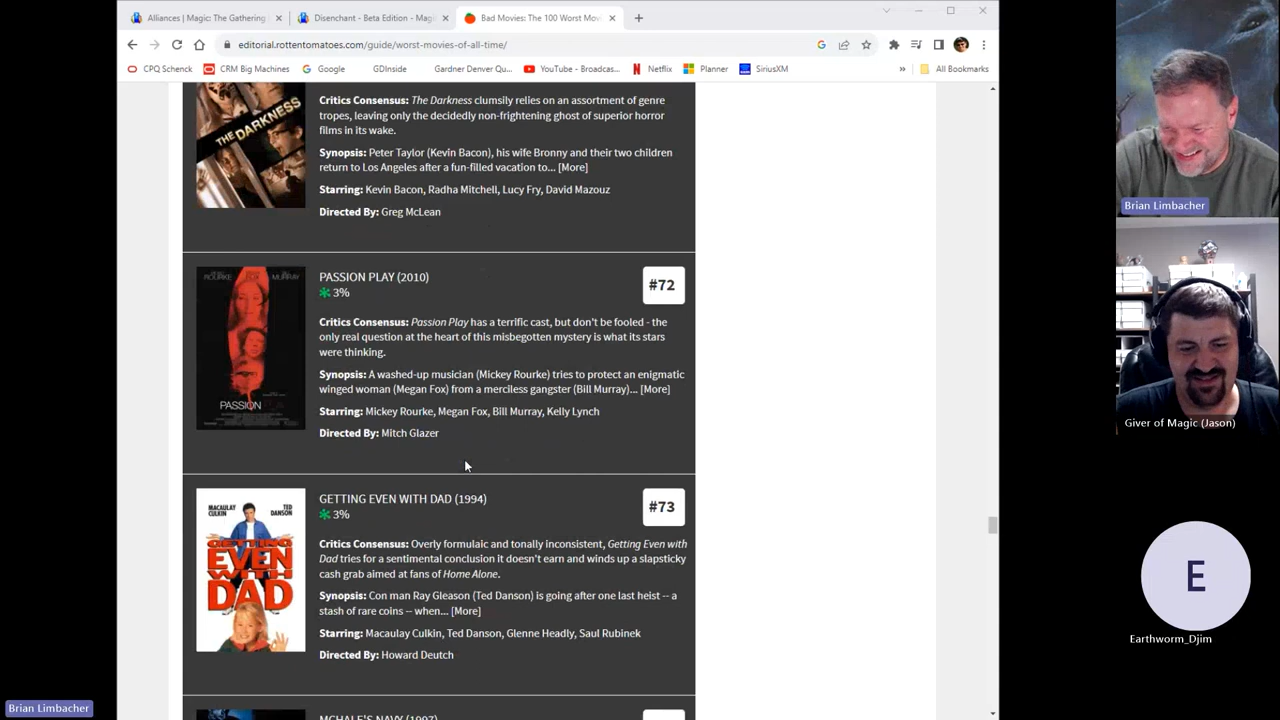 Alliances | Magic: The Gathering
Disenchant - Beta Edition - Magi
Bad Movies: The 100 Worst Movi
editorial.rottentomatoes.com/guide/worst-movies-of-all-time/
CPQ Schenck
CRM Big Machines
Google
GDInside
Gardner Denver Qu...
YouTube - Broadcas...
Netflix
Planner
SiriusXM
»
All Bookmarks
THE DARKNESS
Critics Consensus: The Darkness clumsily relies on an assortment of genre
tropes, leaving only the decidedly non-frightening ghost of superior horror
films in its wake.
Synopsis: Peter Taylor (Kevin Bacon), his wife Bronny and their two children
return to Los Angeles after a fun-filled vacation to... [More]
Starring: Kevin Bacon, Radha Mitchell, Lucy Fry, David Mazouz
Directed By: Greg McLean
ROURKE FOX MURRAY
PASSION
PASSION PLAY (2010)
#72
3%
Critics Consensus: Passion Play has a terrific cast, but don't be fooled - the
only real question at the heart of this misbegotten mystery is what its stars
were thinking.
Synopsis: A washed-up musician (Mickey Rourke) tries to protect an enigmatic
winged woman (Megan Fox) from a merciless gangster (Bill Murray)... [More]
Starring: Mickey Rourke, Megan Fox, Bill Murray, Kelly Lynch
Directed By: Mitch Glazer
MACAULAY CULKIN
TED DANSON
GETTING
EVEN
WITH
DAD
GETTING EVEN WITH DAD (1994)
#73
3%
Critics Consensus: Overly formulaic and tonally inconsistent, Getting Even with
Dad tries for a sentimental conclusion it doesn't earn and winds up a slapsticky
cash grab aimed at fans of Home Alone.
Synopsis: Con man Ray Gleason (Ted Danson) is going after one last heist -- a
stash of rare coins -- when... [More]
Starring: Macaulay Culkin, Ted Danson, Glenne Headly, Saul Rubinek
Directed By: Howard Deutch
MCHALE'S NAVY (1997)
Brian Limbacher
Giver of Magic (Jason)
E
Earthworm_Djim
Brian Limbacher